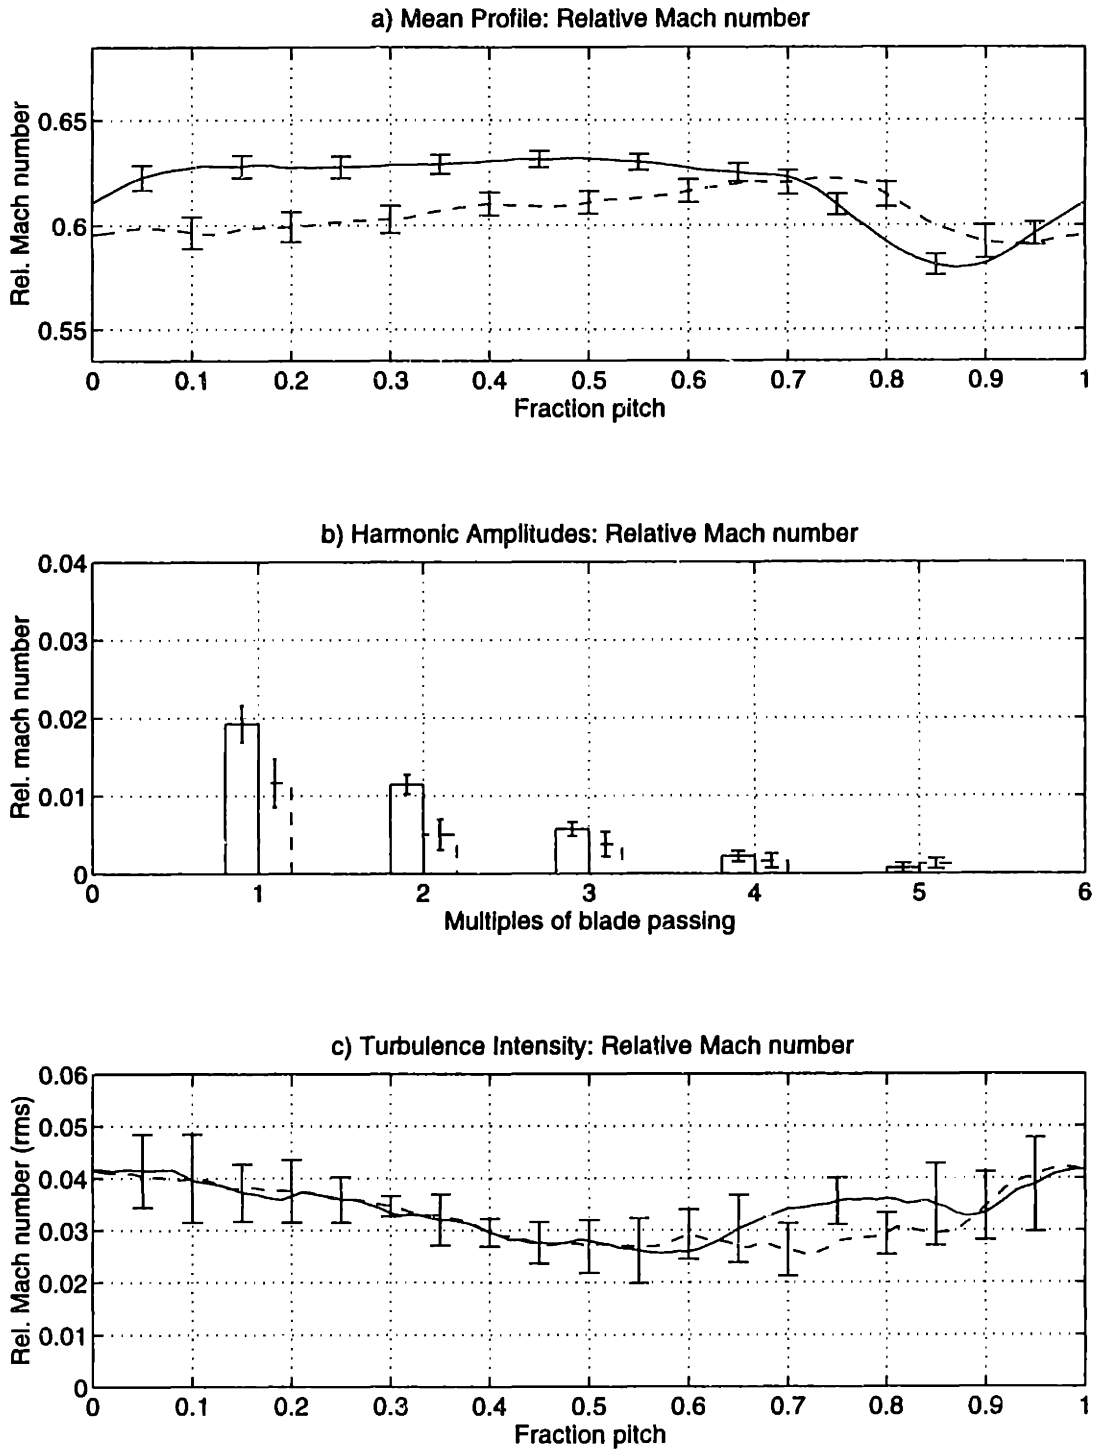 a) Mean Profile: Relative Mach number
Rel. Mach number
0.65
0.6
0.55
0 0.1 0.2 0.3 0.4 0.5 0.6 0.7 0.8 0.9 1
Fraction pitch
b) Harmonic Amplitudes: Relative Mach number
Rel. mach number
0.04
0.03
0.02
0.01
0
0 1 2 3 4 5 6
Multiples of blade passing
c) Turbulence Intensity: Relative Mach number
Rel. Mach number (rms)
0.06
0.05
0.04
0.03
0.02
0.01
0
0 0.1 0.2 0.3 0.4 0.5 0.6 0.7 0.8 0.9 1
Fraction pitch